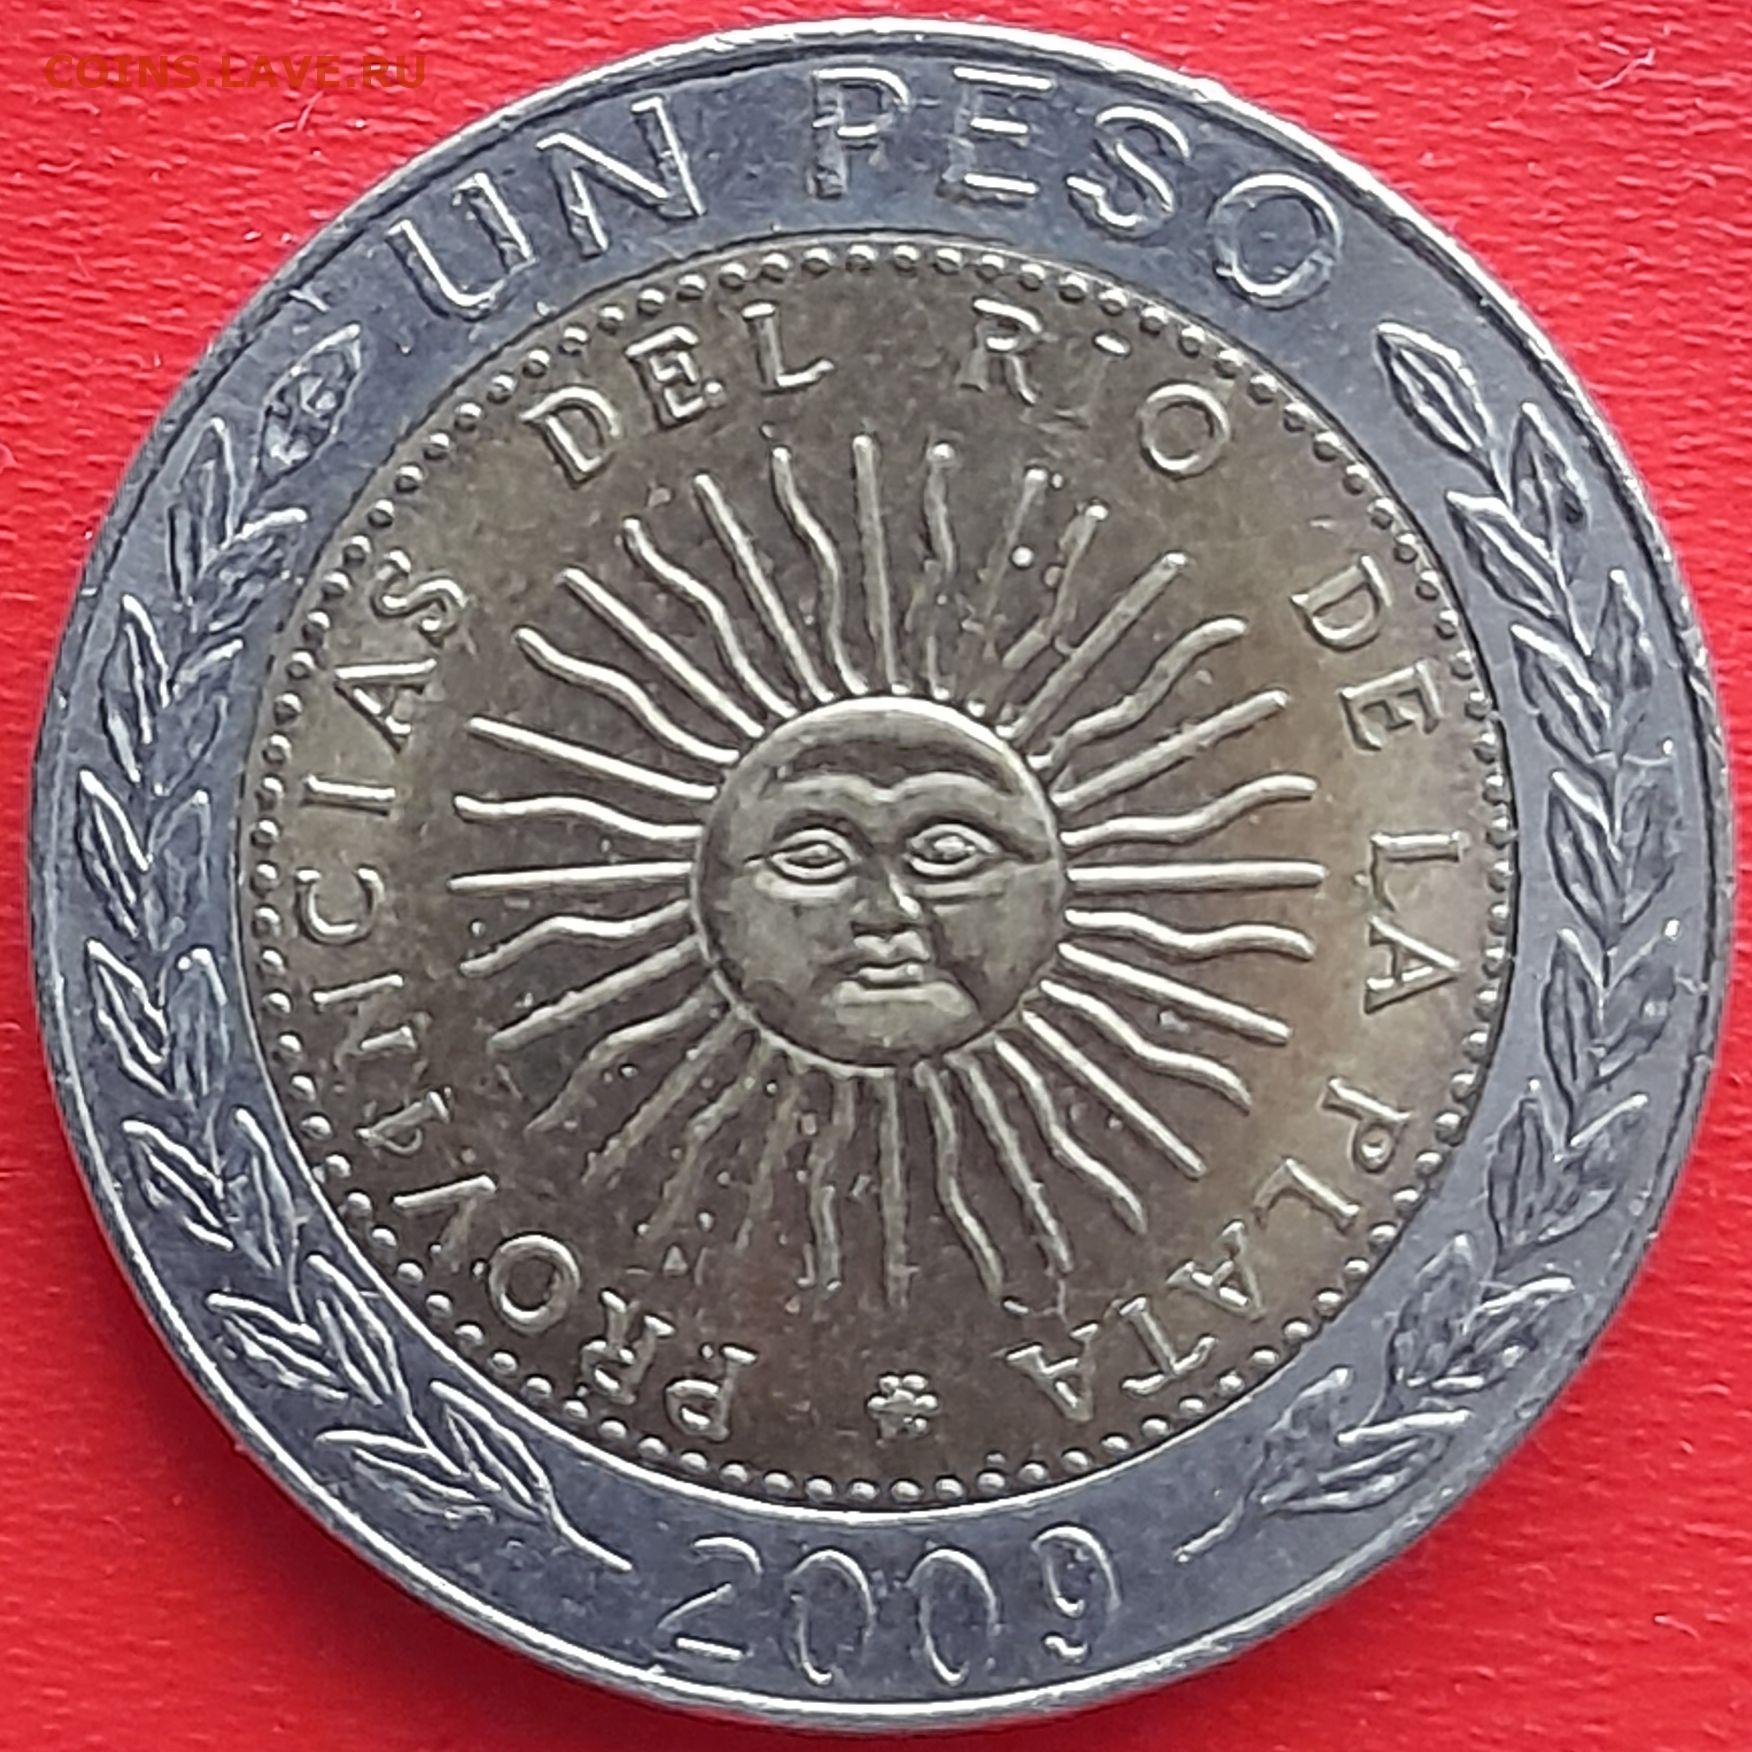 COINS.LAVE.RU
UN PESO
PROVINCIAS DEL RIO DE LA PLATA
2009